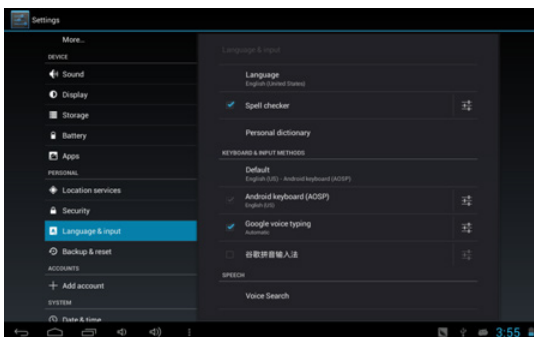 Settings
More...
DEVICE
Sound
Display
Storage
Battery
Apps
PERSONAL
Location services
Security
Language & input
Backup & reset
ACCOUNTS
Add account
SYSTEM
Date & time
Language & input
Language
English (United States)
Spell checker
Personal dictionary
KEYBOARD & INPUT METHODS
Default
English (US) - Android keyboard (AOSP)
Android keyboard (AOSP)
English (US)
Google voice typing
Automatic
谷歌拼音输入法
SPEECH
Voice Search
3:55